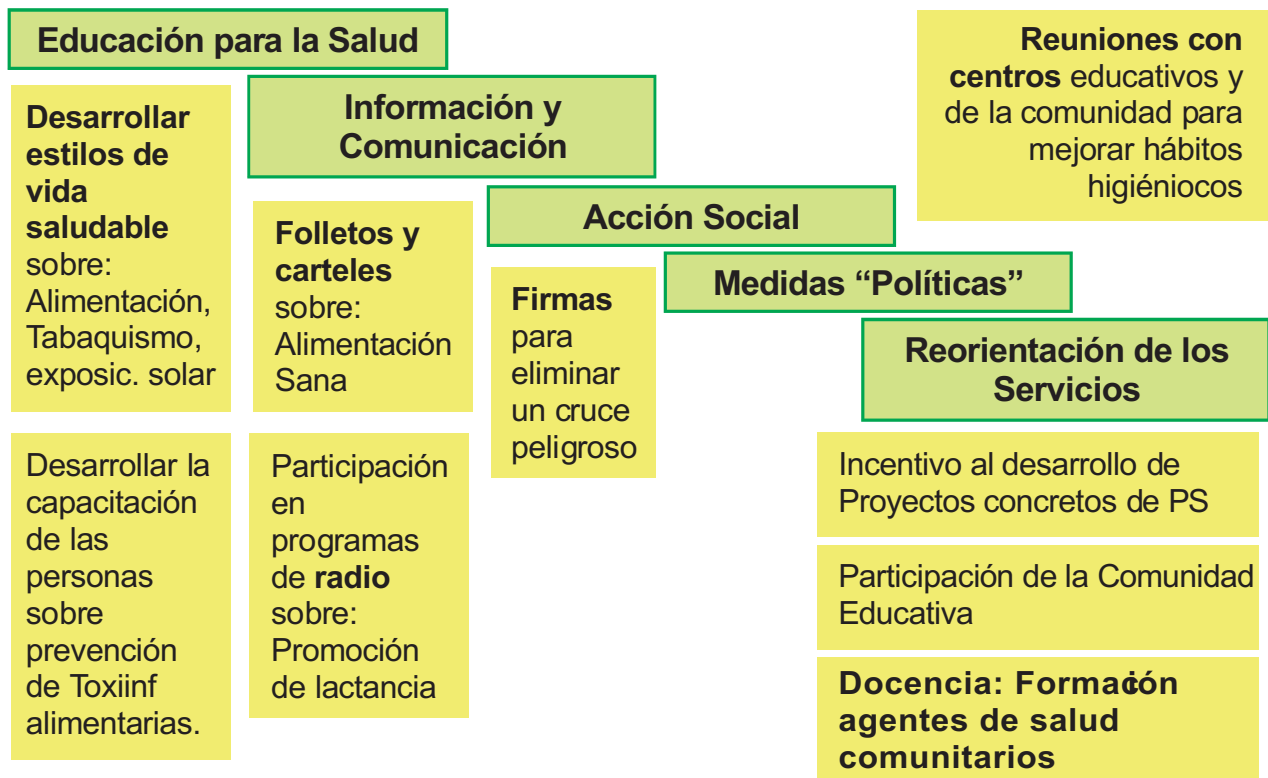 Educación para la Salud
Desarrollar
estilos de
vida
saludable
sobre:
Alimentación,
Tabaquismo,
exposic. solar
Desarrollar la
capacitación
de las
personas
sobre
prevención
de Toxiinf
alimentarias.
Información y
Comunicación
Folletos y
carteles
sobre:
Alimentación
Sana
Participación
en
programas
de radio
sobre:
Promoción
de lactancia
Acción Social
Firmas
para
eliminar
un cruce
peligroso
Medidas “Políticas”
Reuniones con
centros educativos y
de la comunidad para
mejorar hábitos
higiéniocos
Reorientación de los
Servicios
Incentivo al desarrollo de
Proyectos concretos de PS
Participación de la Comunidad
Educativa
Docencia: Formación
agentes de salud
comunitarios